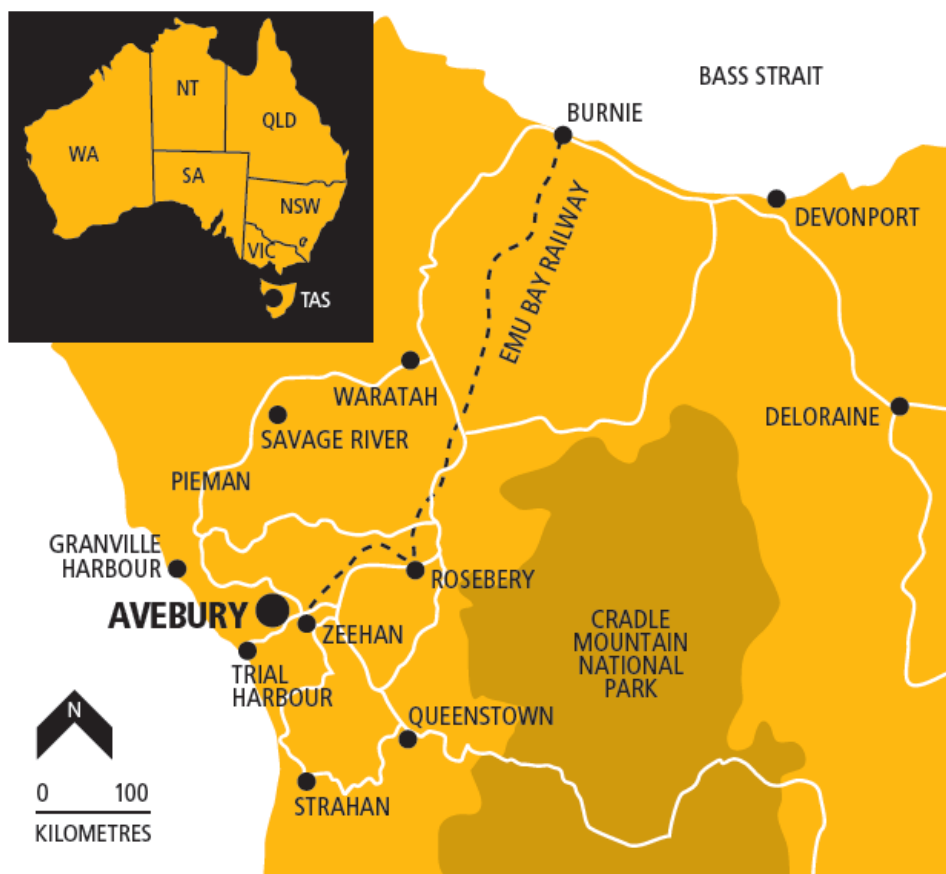 NT
QLD
WA
SA
NSW
VIC
TAS
BASS STRAIT
BURNIE
DEVONPORT
EMU BAY RAILWAY
WARATAH
SAVAGE RIVER
DELORAINE
PIEMAN
GRANVILLE
HARBOUR
ROSEBERY
AVEBURY
ZEEHAN
CRADLE
MOUNTAIN
NATIONAL
PARK
TRIAL
HARBOUR
QUEENSTOWN
STRAHAN
N
0 100
KILOMETRES